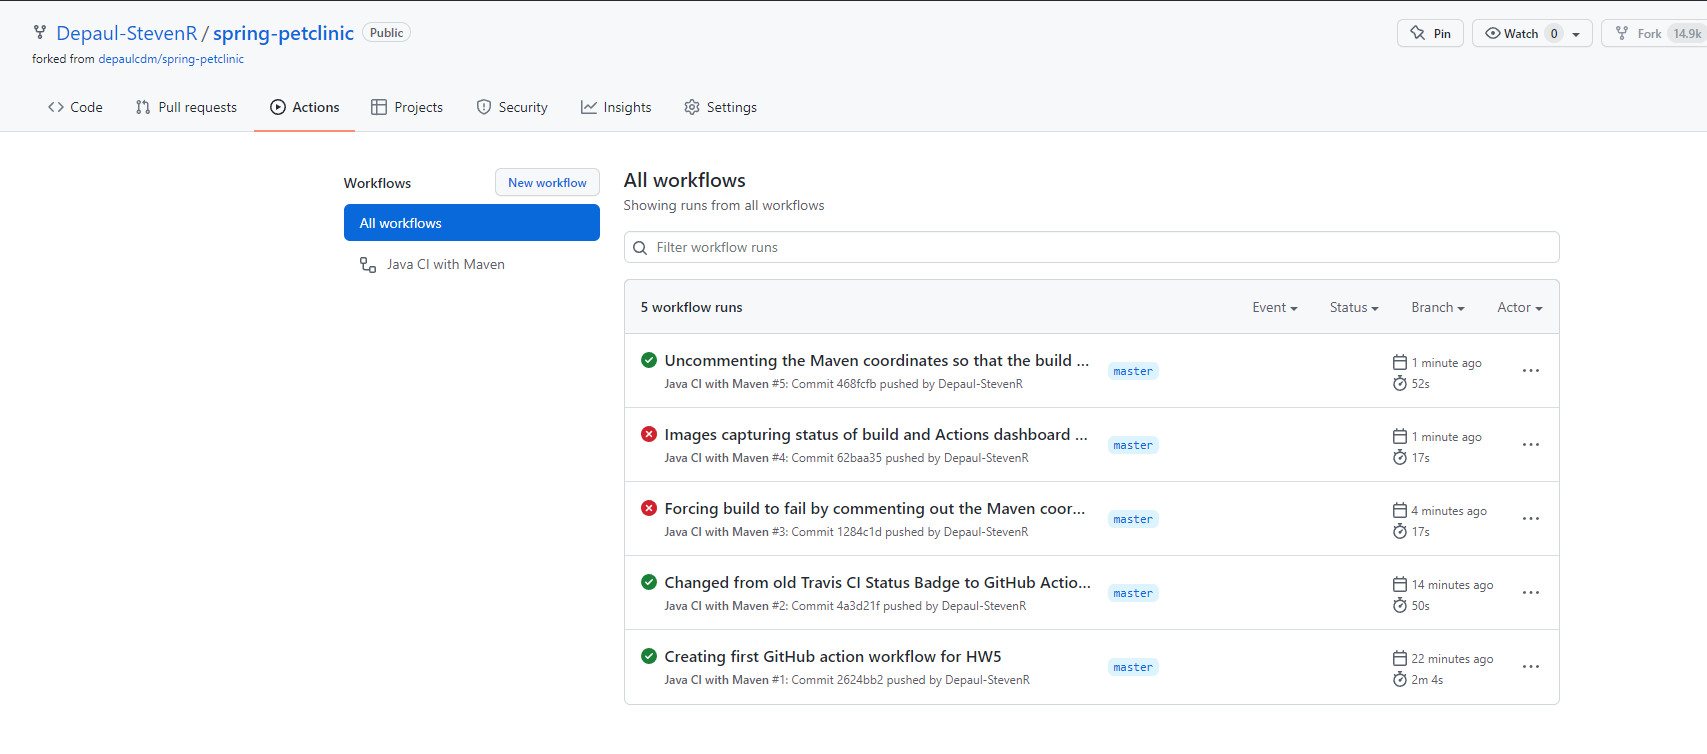 Depaul-StevenR / spring-petclinic Public
Pin Watch 0 Fork 14.9k
forked from depaulcdm/spring-petclinic
Code Pull requests Actions Projects Security Insights Settings
Workflows New workflow
All workflows
Java CI with Maven
All workflows
Showing runs from all workflows
Filter workflow runs
5 workflow runs Event Status Branch Actor
Uncommenting the Maven coordinates so that the build ...
Java CI with Maven #5: Commit 468fcfb pushed by Depaul-StevenR
master
1 minute ago
52s
Images capturing status of build and Actions dashboard ...
Java CI with Maven #4: Commit 62baa35 pushed by Depaul-StevenR
master
1 minute ago
17s
Forcing build to fail by commenting out the Maven coor...
Java CI with Maven #3: Commit 1284c1d pushed by Depaul-StevenR
master
4 minutes ago
17s
Changed from old Travis CI Status Badge to GitHub Actio...
Java CI with Maven #2: Commit 4a3d21f pushed by Depaul-StevenR
master
14 minutes ago
50s
Creating first GitHub action workflow for HW5
Java CI with Maven #1: Commit 2624bb2 pushed by Depaul-StevenR
master
22 minutes ago
2m 4s